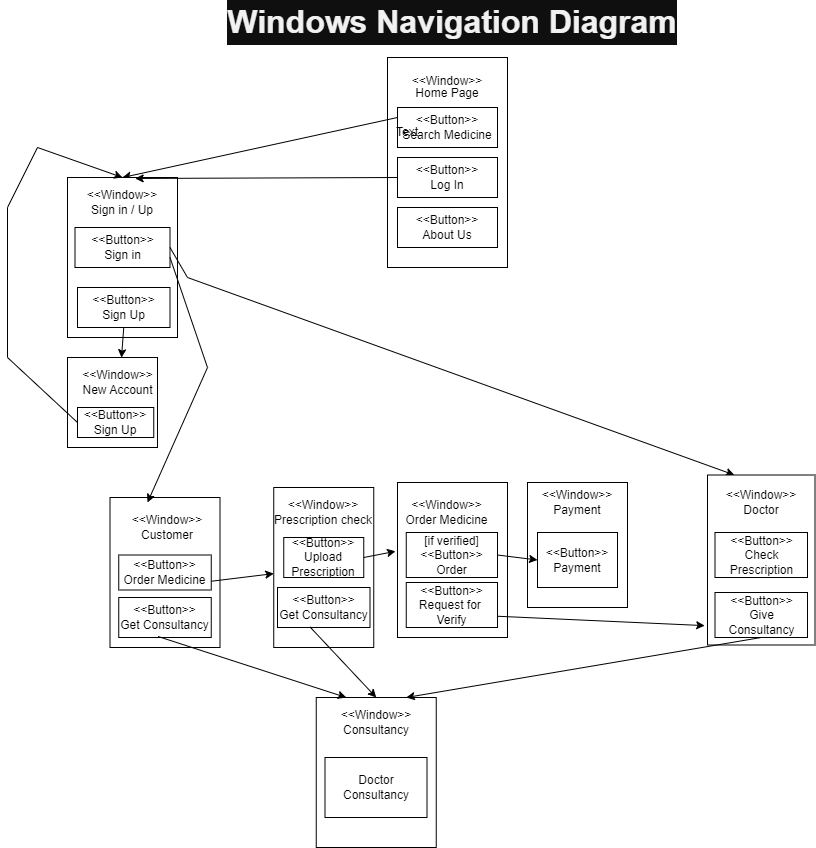 Windows Navigation Diagram
<<Window>>
Home Page
<<Button>>
Text
Search Medicine
<<Button>>
Log In
<<Button>>
About Us
<<Window>>
Sign in / Up
<<Button>>
Sign in
<<Button>>
Sign Up
<<Window>>
New Account
<<Button>>
Sign Up
<<Window>>
Customer
<<Button>>
Order Medicine
<<Button>>
Get Consultancy
<<Window>>
Prescription check
<<Button>>
Upload
Prescription
<<Button>>
Get Consultancy
<<Window>>
Order Medicine
[if verified]
<<Button>>
Order
<<Button>>
Request for
Verify
<<Window>>
Payment
<<Button>>
Payment
<<Window>>
Doctor
<<Button>>
Check
Prescription
<<Button>>
Give
Consultancy
<<Window>>
Consultancy
Doctor
Consultancy